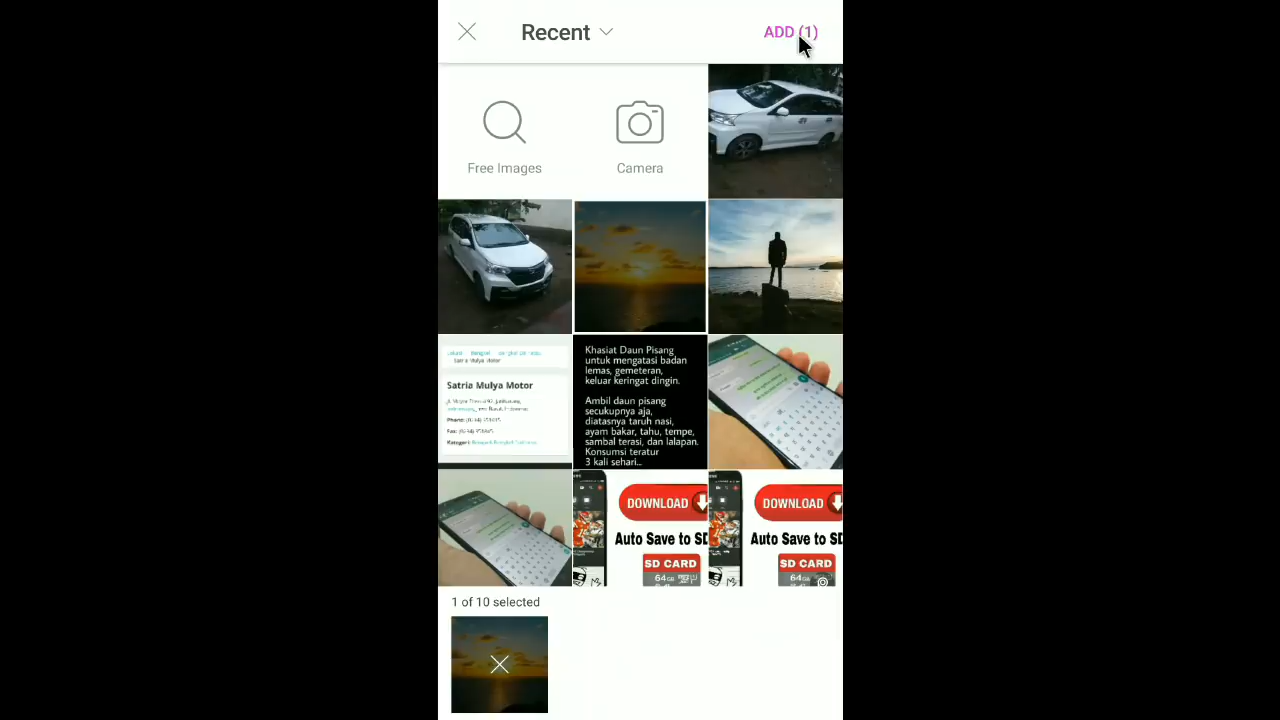 Recent
ADD (1)
Free Images
Camera
Satria Mulya Motor
Satria Mulya Motor
Khasiat Daun Pisang
untuk mengatasi badan
lemas, gemeteran,
keluar keringat dingin.
Ambil daun pisang
secukupnya aja,
diatasnya taruh nasi,
ayam bakar, tahu, tempe,
sambal terasi, dan lalapan.
Konsumsi teratur
3 kali sehari...
DOWNLOAD
Auto Save to SD
SD CARD
64GB
DOWNLOAD
Auto Save to SD
SD CARD
64GB
1 of 10 selected